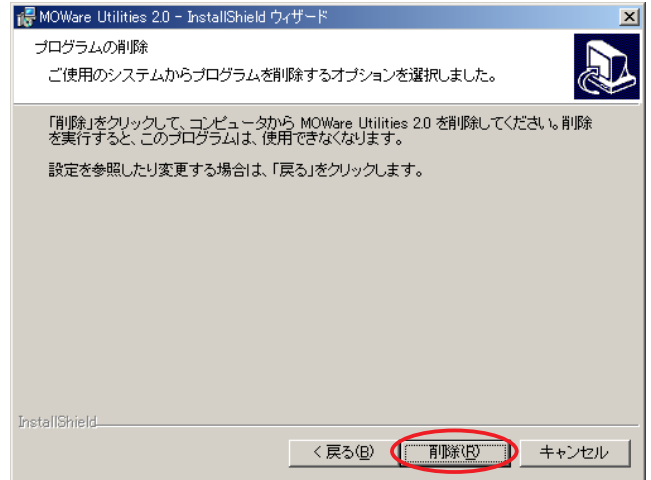 MOWare Utilities 2.0 - InstallShield ウィザード
プログラムの削除
ご使用のシステムからプログラムを削除するオプションを選択しました。
「削除」をクリックして、コンピュータから MOWare Utilities 2.0 を削除してください。削除
を実行すると、このプログラムは、使用できなくなります。
設定を参照したり変更する場合は、「戻る」をクリックします。
InstallShield
< 戻る(B) 削除(R) キャンセル